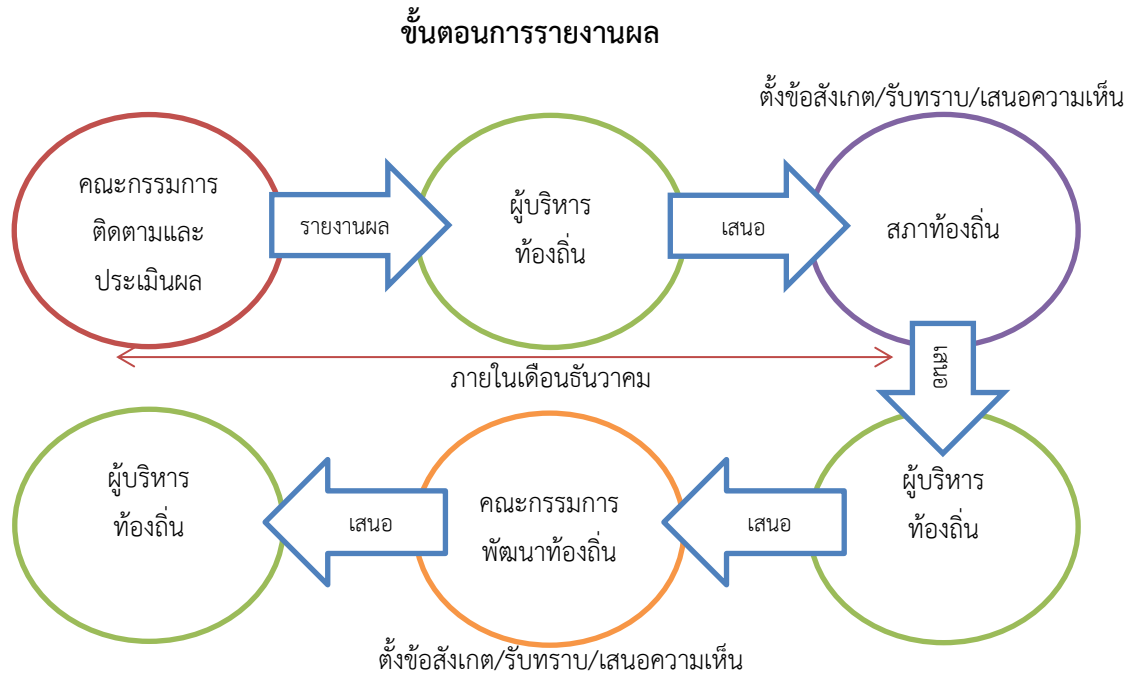 ขั้นตอนการรายงานผล
ตั้งข้อสังเกต/รับทราบ/เสนอความเห็น
คณะกรรมการ
ติดตามและ
ประเมินผล
รายงานผล
ผู้บริหาร
ท้องถิ่น
เสนอ
สภาท้องถิ่น
เสนอ
ภายในเดือนธันวาคม
ผู้บริหาร
ท้องถิ่น
เสนอ
คณะกรรมการ
พัฒนาท้องถิ่น
เสนอ
ผู้บริหาร
ท้องถิ่น
ตั้งข้อสังเกต/รับทราบ/เสนอความเห็น